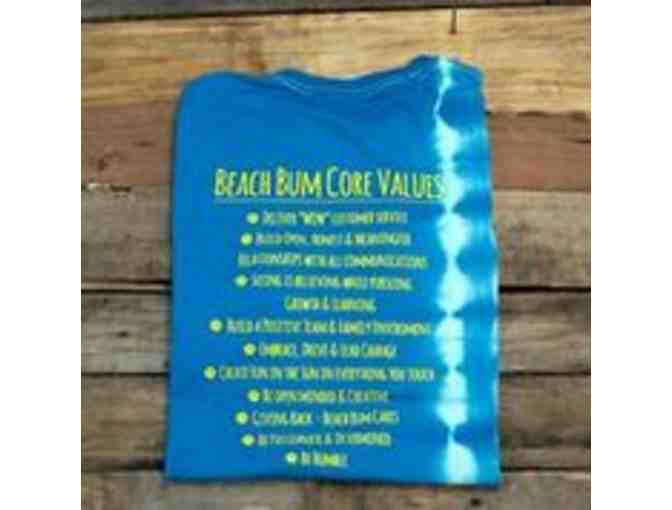 BEACH BUM CORE VALUES
DELIVER "WOW" CUSTOMER SERVICE
BUILD OPEN, HONEST & MEANINGFUL
RELATIONSHIPS WITH ALL COMMUNICATIONS
SEEING IS BELIEVING WHILE PURSUING
GROWTH & LEARNING
BUILD A POSITIVE TEAM & FAMILY ENVIRONMENT
EMBRACE, DRIVE & LEAD CHANGE
CREATE FUN IN THE SUN ON EVERYTHING YOU TOUCH
BE OPEN MINDED & CREATIVE
GIVING BACK - BEACH BUM CARES
BE PASSIONATE & DETERMINED
BE HUMBLE